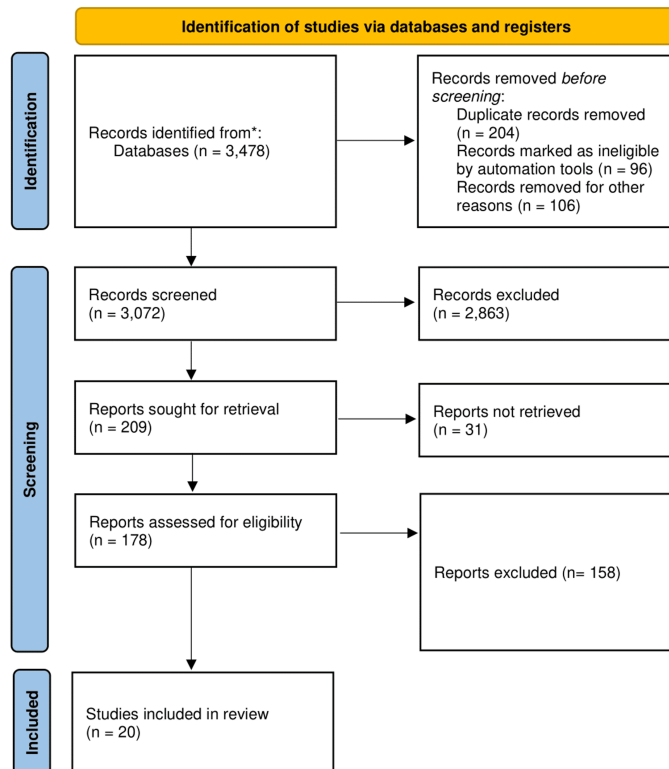 Identification of studies via databases and registers
Identification
Records identified from*:
Databases (n = 3,478)
Records removed before
screening:
Duplicate records removed
(n = 204)
Records marked as ineligible
by automation tools (n = 96)
Records removed for other
reasons (n = 106)
Screening
Records screened
(n = 3,072)
Records excluded
(n = 2,863)
Reports sought for retrieval
(n = 209)
Reports not retrieved
(n = 31)
Reports assessed for eligibility
(n = 178)
Reports excluded (n= 158)
Included
Studies included in review
(n = 20)